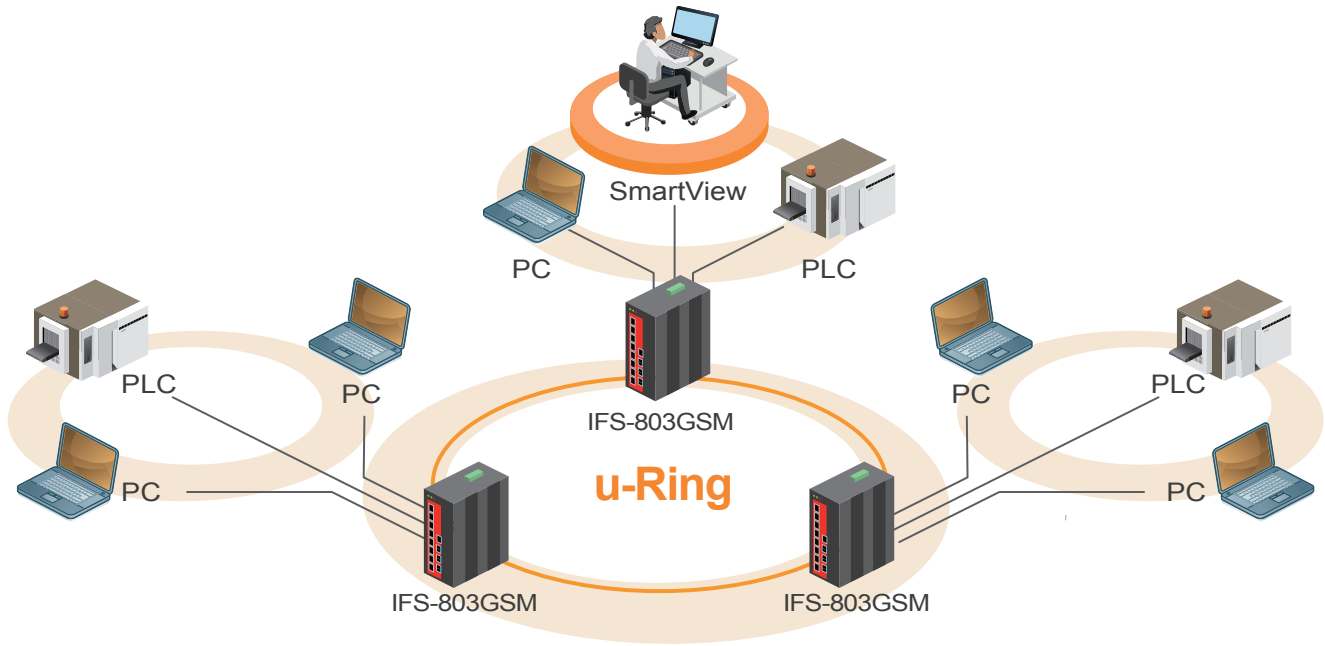 SmartView
PC
PLC
PLC
PC
PC
PLC
IFS-803GSM
u-Ring
PC
PC
IFS-803GSM
IFS-803GSM